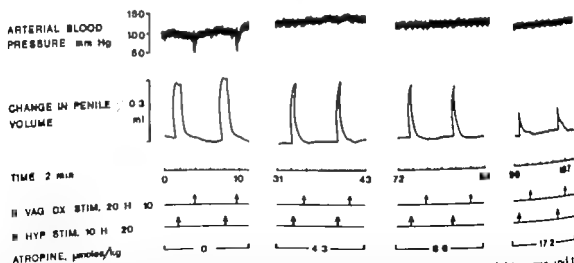 ARTERIAL BLOOD
PRESSURE mm Hg
150
100
50
CHANGE IN PENILE
VOLUME
0.3
ml
TIME 2 min
0 10 31 43 72 98
VAG DX STIM, 20 H 10
HYP STIM, 10 H 20
ATROPINE, μmoles/kg
0 4.3 8.6 17.2